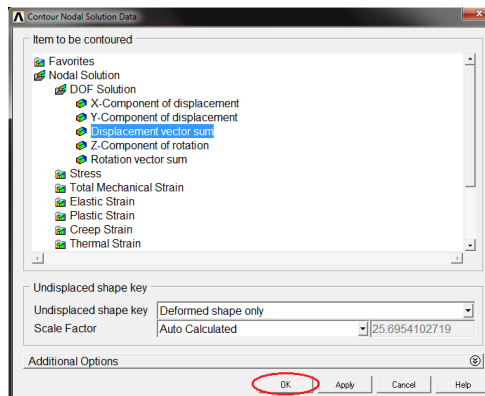 Contour Nodal Solution Data
Item to be contoured
Favorites
Nodal Solution
DOF Solution
X-Component of displacement
Y-Component of displacement
Displacement vector sum
Z-Component of rotation
Rotation vector sum
Stress
Total Mechanical Strain
Elastic Strain
Plastic Strain
Creep Strain
Thermal Strain
Undisplaced shape key
Undisplaced shape key Deformed shape only
Scale Factor Auto Calculated 25.6954102719
Additional Options
OK Apply Cancel Help